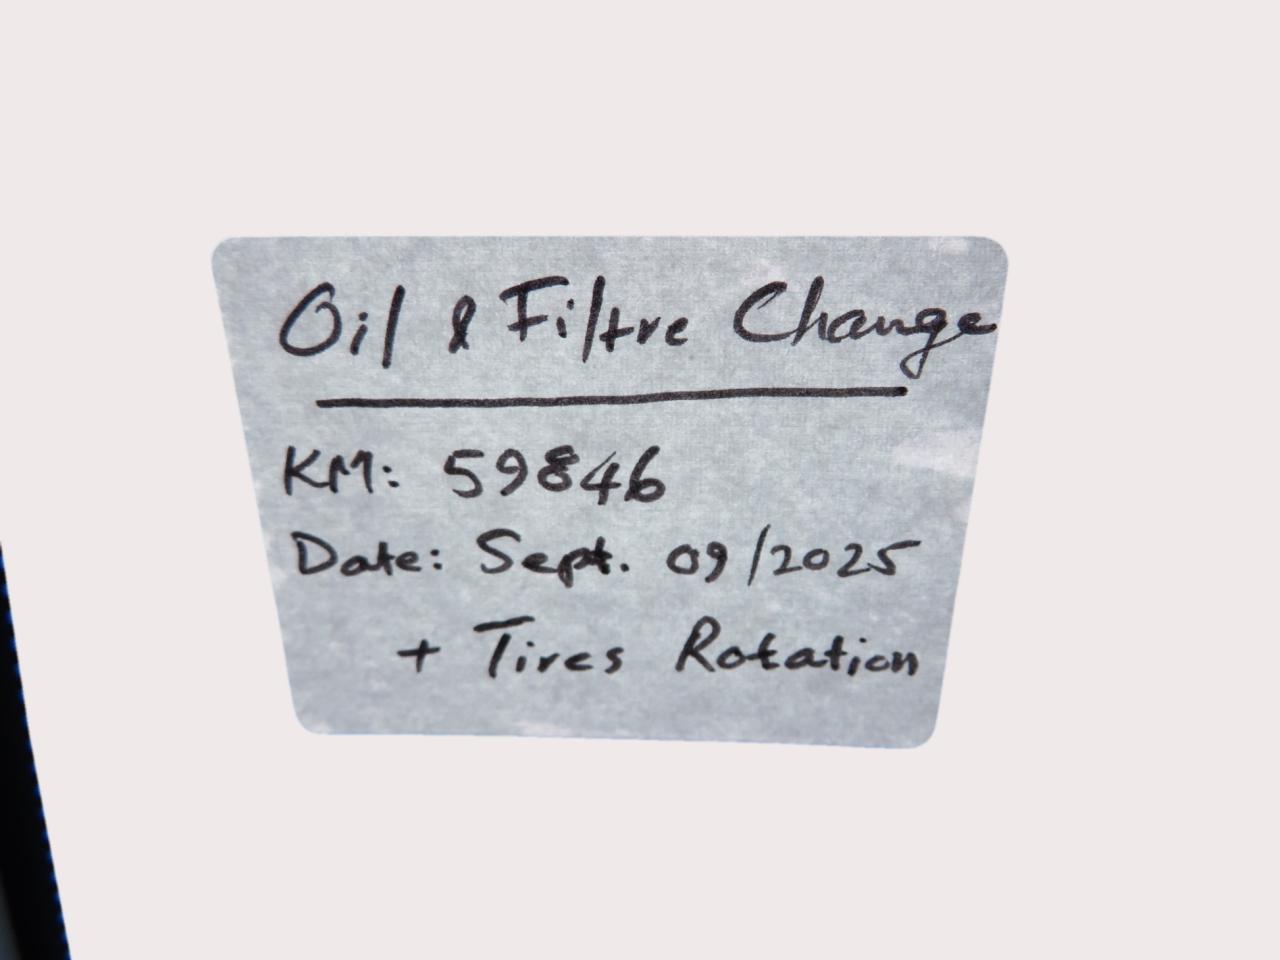 Oil & Filtre Change
KM: 59846
Date: Sept. 09/2025
+ Tires Rotation